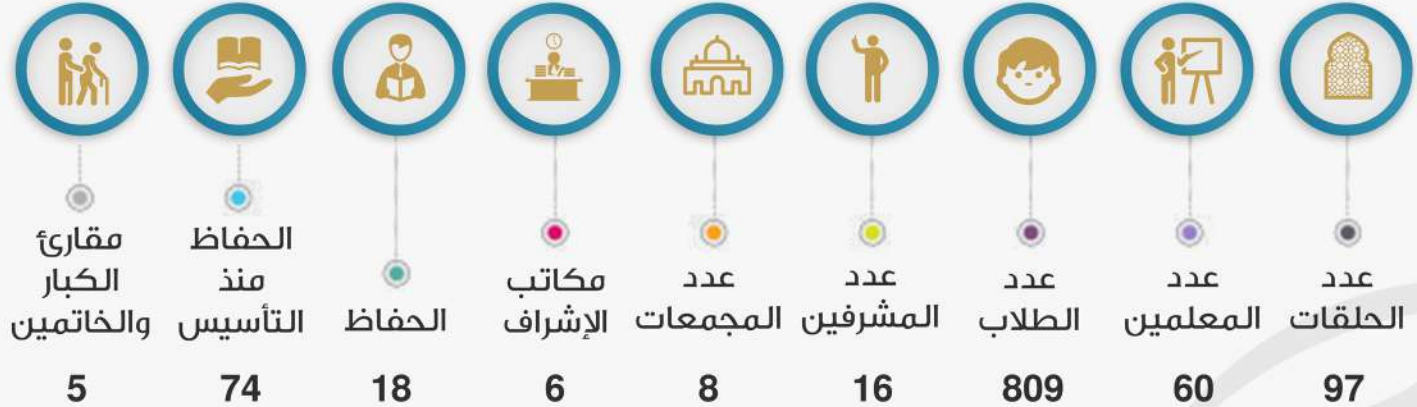 عدد
الحلقات
97
عدد
المعلمين
60
عدد
الطلاب
809
عدد
المشرفين
16
عدد
المجمعات
8
مكاتب
الإشراف
6
الحفاظ
18
الحفاظ
منذ
التأسيس
74
مقارئ
الكبار
والخاتمين
5